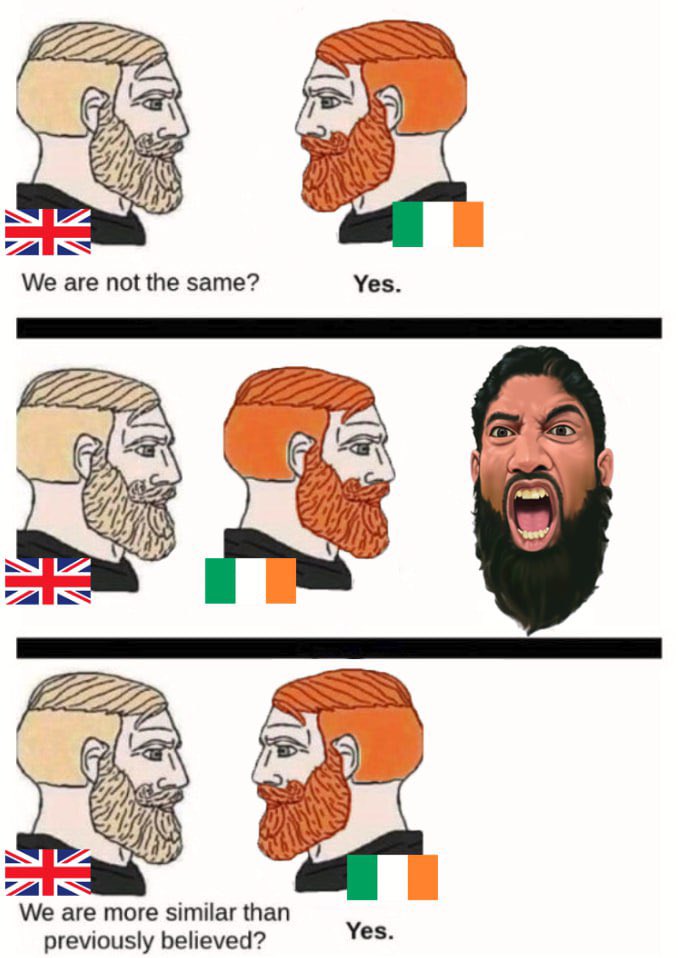 We are not the same?
Yes.
We are more similar than
previously believed?
Yes.